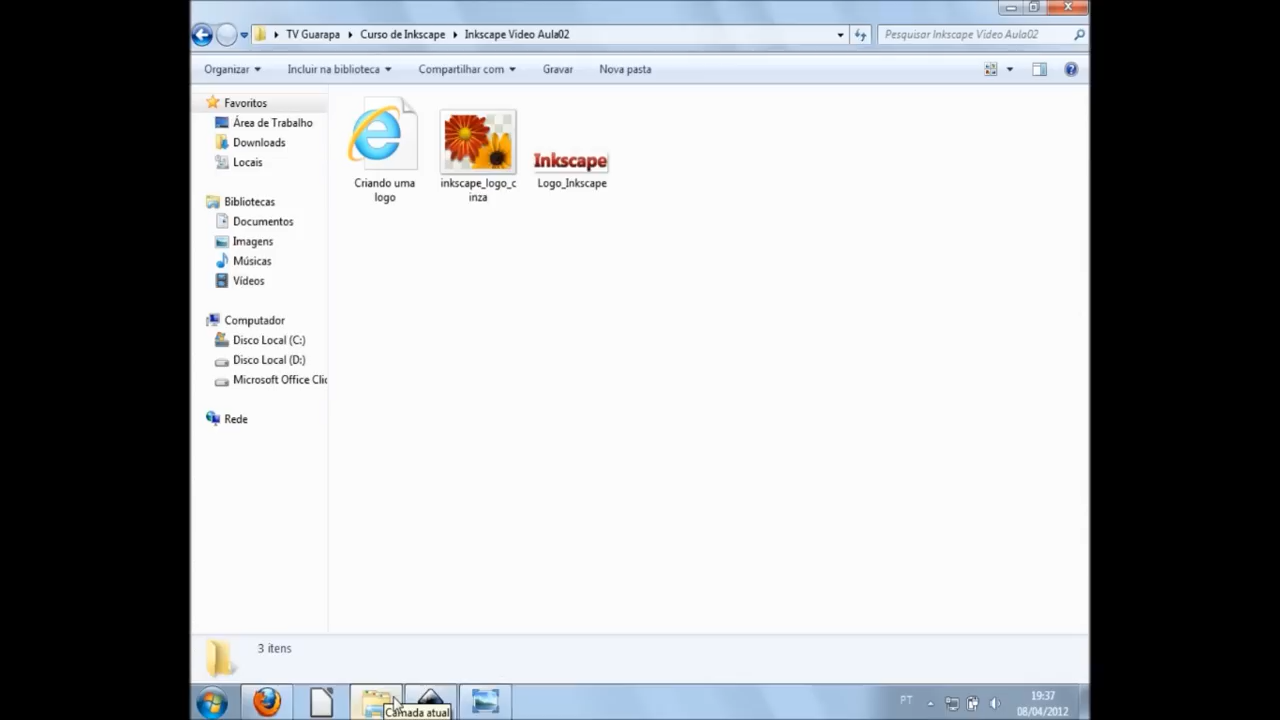 TV Guarapa Curso de Inkscape Inkscape Video Aula02 Pesquisar Inkscape Video Aula02
Organizar Incluir na biblioteca Compartilhar com Gravar Nova pasta
Favoritos
Área de Trabalho
Downloads
Locais
Bibliotecas
Documentos
Imagens
Músicas
Vídeos
Computador
Disco Local (C:)
Disco Local (D:)
Microsoft Office Clic
Rede
Criando uma
logo
inkscape_logo_c
inza
Inkscape
Logo_Inkscape
3 itens
Camada atual
PT
19:37
08/04/2012